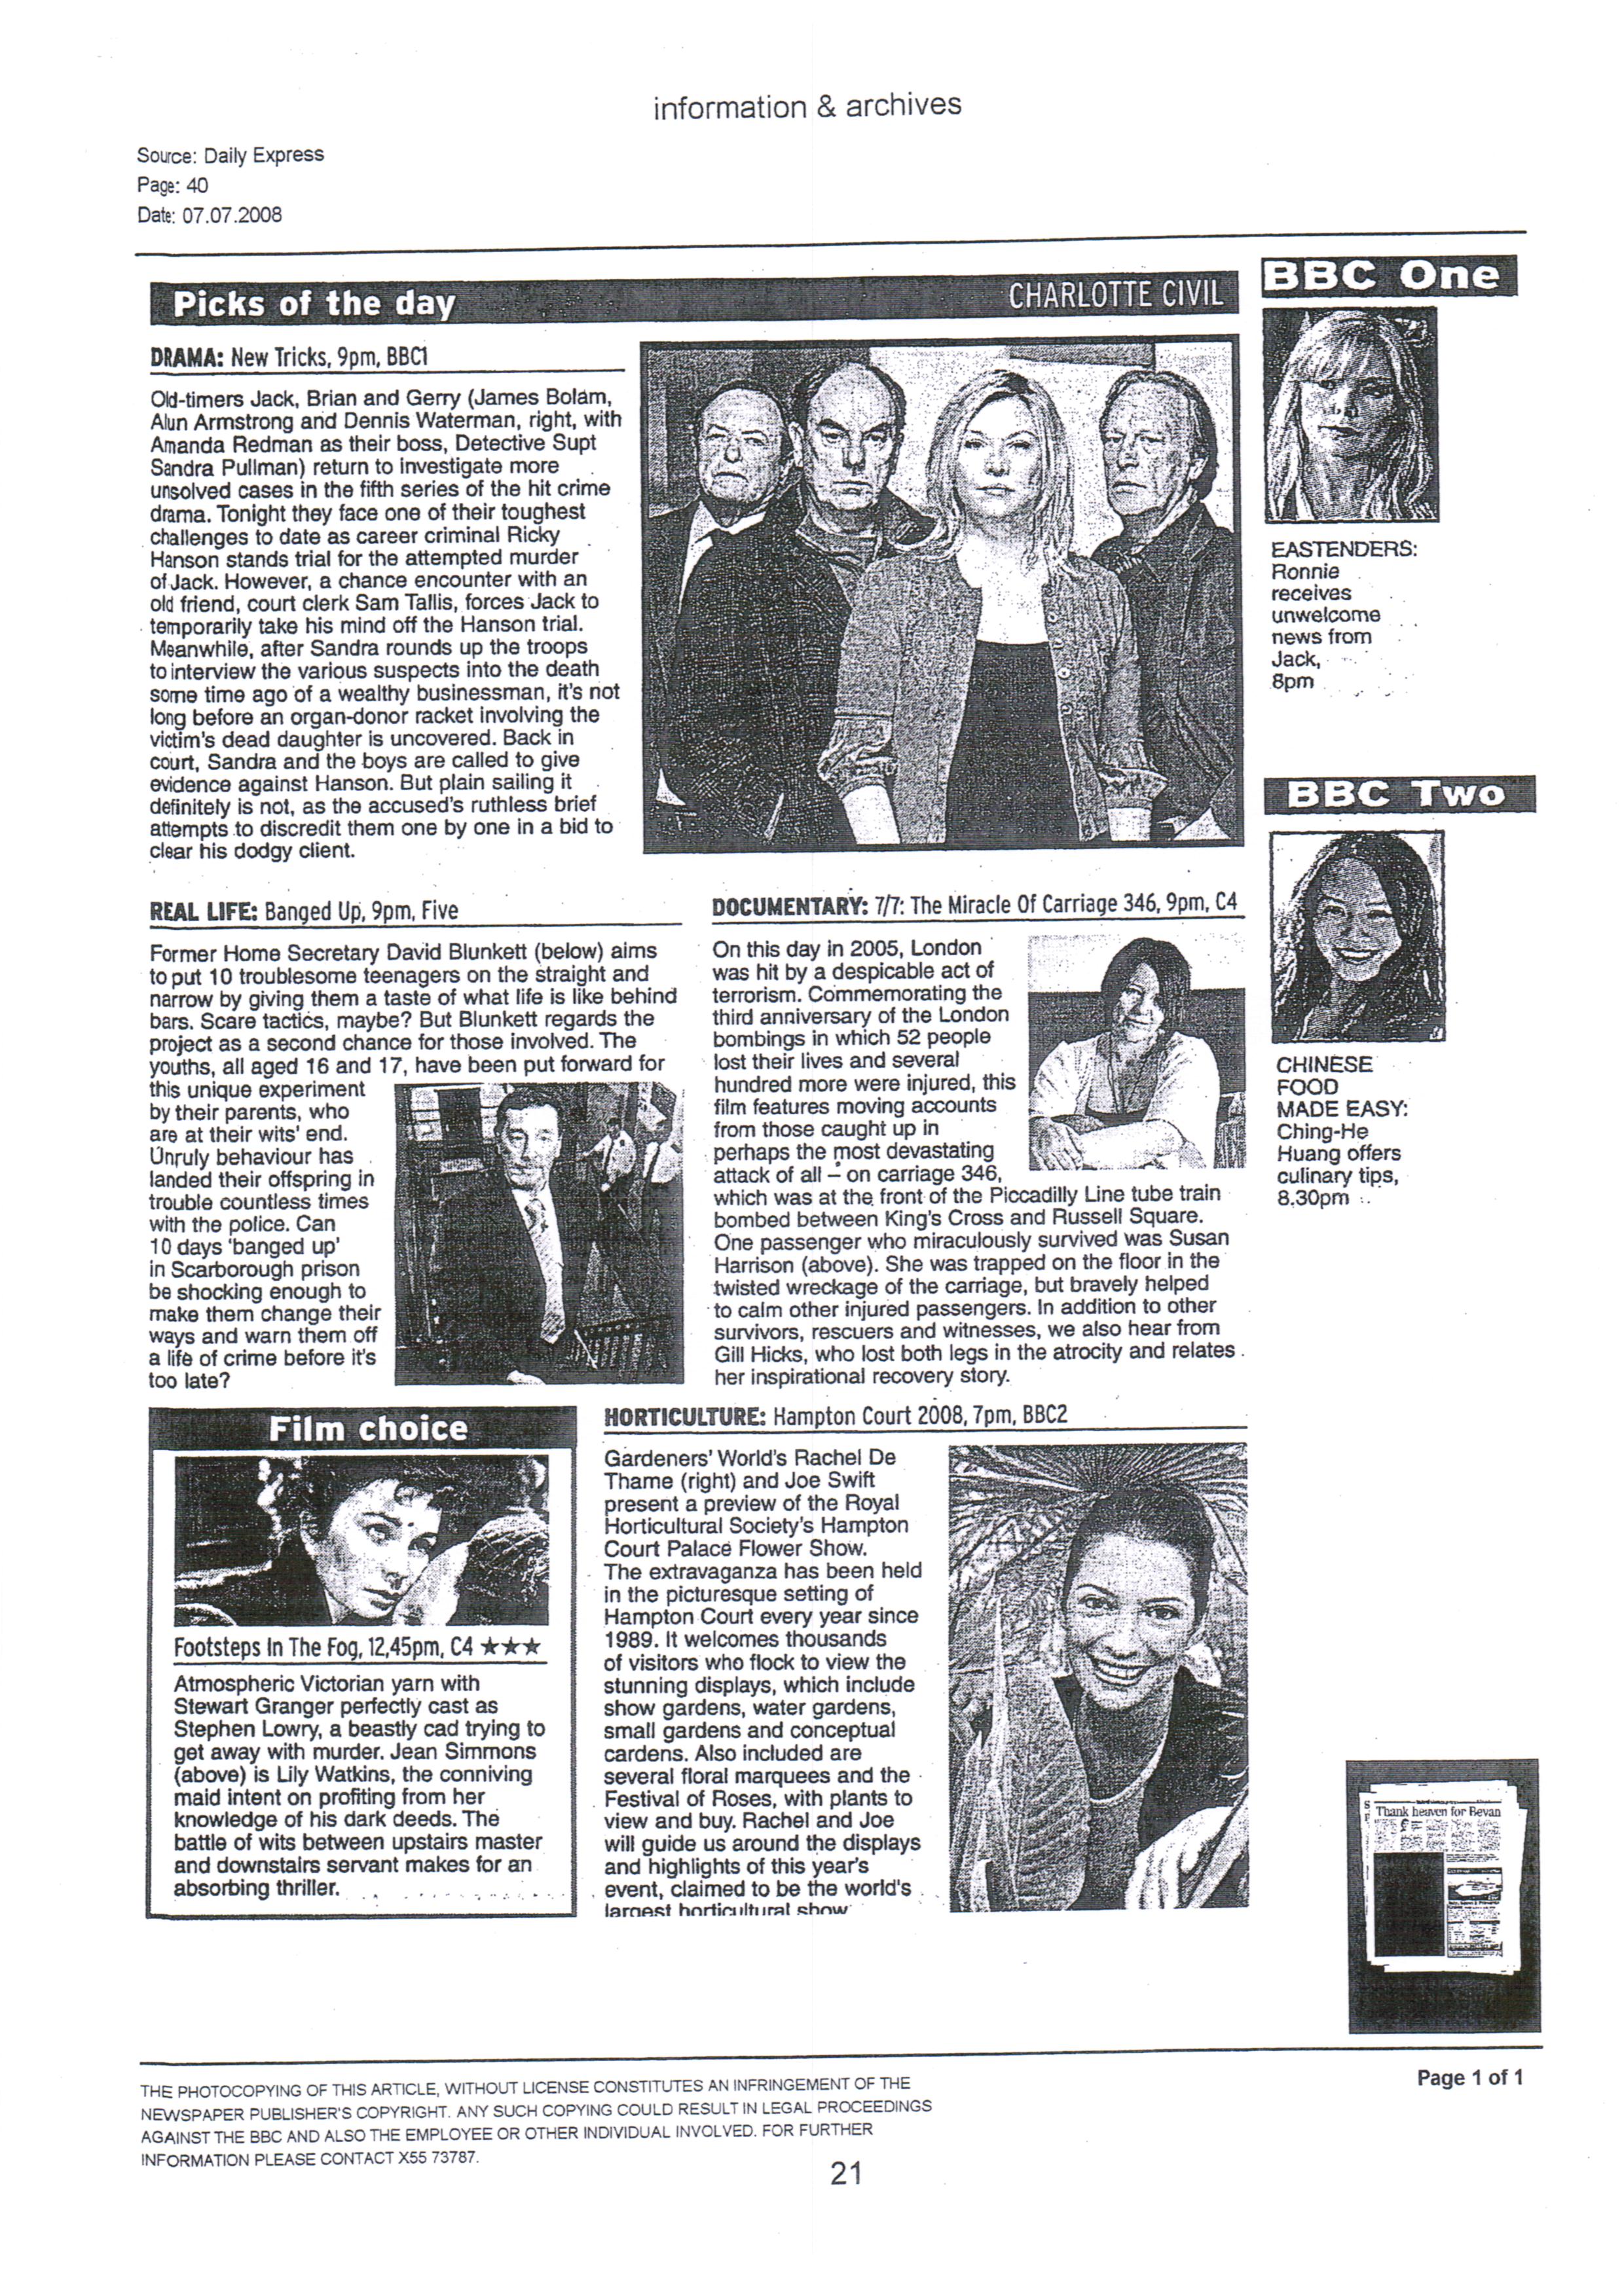 information & archives
Source: Daily Express
Page: 40
Date: 07.07.2008
Picks of the day
CHARLOTTE CIVIL
DRAMA: New Tricks, 9pm, BBC1
Old-timers Jack, Brian and Gerry (James Bolam,
Alun Armstrong and Dennis Waterman, right, with
Amanda Redman as their boss, Detective Supt
Sandra Pullman) return to investigate more
unsolved cases in the fifth series of the hit crime
drama. Tonight they face one of their toughest
challenges to date as career criminal Ricky
Hanson stands trial for the attempted murder
of Jack. However, a chance encounter with an
old friend, court clerk Sam Tallis, forces Jack to
temporarily take his mind off the Hanson trial.
Meanwhile, after Sandra rounds up the troops
to interview the various suspects into the death
some time ago of a wealthy businessman, it's not
long before an organ-donor racket involving the
victim's dead daughter is uncovered. Back in
court, Sandra and the boys are called to give
evidence against Hanson. But plain sailing it
definitely is not, as the accused's ruthless brief
attempts to discredit them one by one in a bid to
clear his dodgy client.
REAL LIFE: Banged Up, 9pm, Five
Former Home Secretary David Blunkett (below) aims
to put 10 troublesome teenagers on the straight and
narrow by giving them a taste of what life is like behind
bars. Scare tactics, maybe? But Blunkett regards the
project as a second chance for those involved. The
youths, all aged 16 and 17, have been put forward for
this unique experiment
by their parents, who
are at their wits' end.
Unruly behaviour has
landed their offspring in
trouble countless times
with the police. Can
10 days 'banged up'
in Scarborough prison
be shocking enough to
make them change their
ways and warn them off
a life of crime before it's
too late?
DOCUMENTARY: 7/7: The Miracle Of Carriage 346, 9pm, C4
On this day in 2005, London
was hit by a despicable act of
terrorism. Commemorating the
third anniversary of the London
bombings in which 52 people
lost their lives and several
hundred more were injured, this
film features moving accounts
from those caught up in
perhaps the most devastating
attack of all – on carriage 346,
which was at the front of the Piccadilly Line tube train
bombed between King's Cross and Russell Square.
One passenger who miraculously survived was Susan
Harrison (above). She was trapped on the floor in the
twisted wreckage of the carriage, but bravely helped
to calm other injured passengers. In addition to other
survivors, rescuers and witnesses, we also hear from
Gill Hicks, who lost both legs in the atrocity and relates
her inspirational recovery story.
Film choice
Footsteps In The Fog, 12,45pm, C4 ★★★
Atmospheric Victorian yarn with
Stewart Granger perfectly cast as
Stephen Lowry, a beastly cad trying to
get away with murder. Jean Simmons
(above) is Lily Watkins, the conniving
maid intent on profiting from her
knowledge of his dark deeds. The
battle of wits between upstairs master
and downstairs servant makes for an
absorbing thriller.
HORTICULTURE: Hampton Court 2008, 7pm, BBC2
Gardeners' World's Rachel De
Thame (right) and Joe Swift
present a preview of the Royal
Horticultural Society's Hampton
Court Palace Flower Show.
The extravaganza has been held
in the picturesque setting of
Hampton Court every year since
1989. It welcomes thousands
of visitors who flock to view the
stunning displays, which include
show gardens, water gardens,
small gardens and conceptual
cardens. Also included are
several floral marquees and the
Festival of Roses, with plants to
view and buy. Rachel and Joe
will guide us around the displays
and highlights of this year's
event, claimed to be the world's
largest horticultural show
BBC One
EASTENDERS:
Ronnie
receives
unwelcome
news from
Jack,
8pm
BBC Two
CHINESE
FOOD
MADE EASY:
Ching-He
Huang offers
culinary tips,
8.30pm
Thank heaven for Bevan
THE PHOTOCOPYING OF THIS ARTICLE, WITHOUT LICENSE CONSTITUTES AN INFRINGEMENT OF THE
NEWSPAPER PUBLISHER'S COPYRIGHT. ANY SUCH COPYING COULD RESULT IN LEGAL PROCEEDINGS
AGAINST THE BBC AND ALSO THE EMPLOYEE OR OTHER INDIVIDUAL INVOLVED. FOR FURTHER
INFORMATION PLEASE CONTACT X55 73787.
Page 1 of 1
21